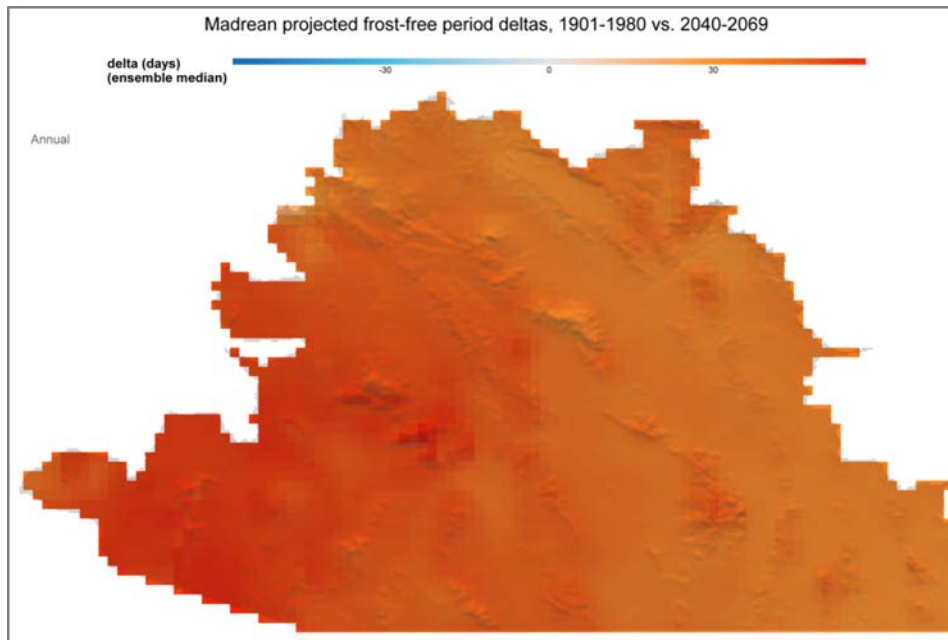 Madrean projected frost-free period deltas, 1901-1980 vs. 2040-2069
delta (days)
(ensemble median)
-30
0
30
Annual